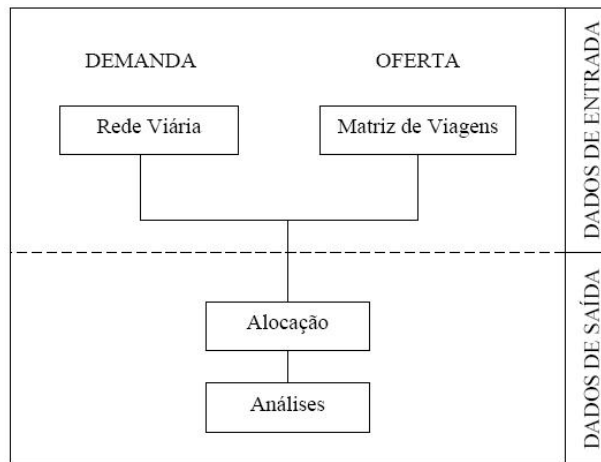 DEMANDA
OFERTA
Rede Viária
Matriz de Viagens
DADOS DE ENTRADA
Alocação
Análises
DADOS DE SAÍDA